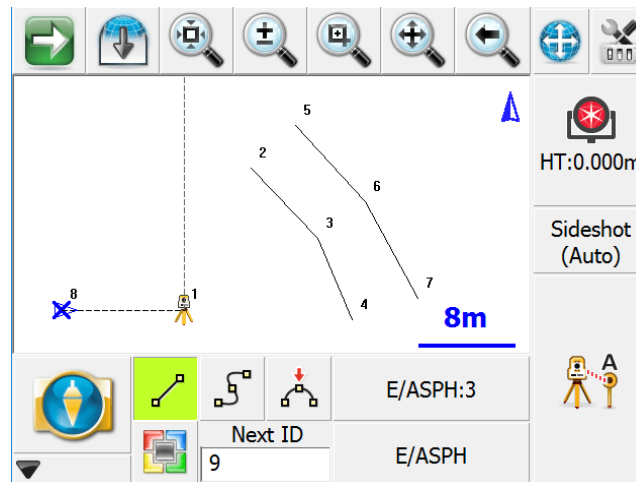 5
2
6
HT:0.000m
3
Sideshot
(Auto)
8
1
7
4
8m
A
E/ASPH:3
Next ID
9
E/ASPH